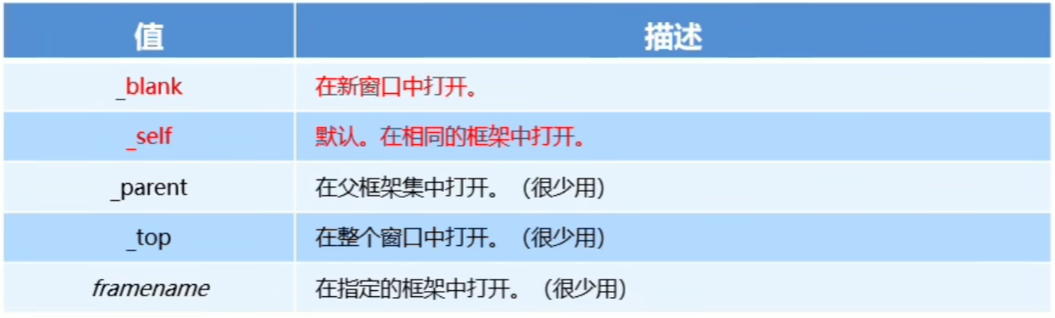 值 描述
_blank 在新窗口中打开。
_self 默认。在相同的框架中打开。
_parent 在父框架集中打开。（很少用）
_top 在整个窗口中打开。（很少用）
framename 在指定的框架中打开。（很少用）